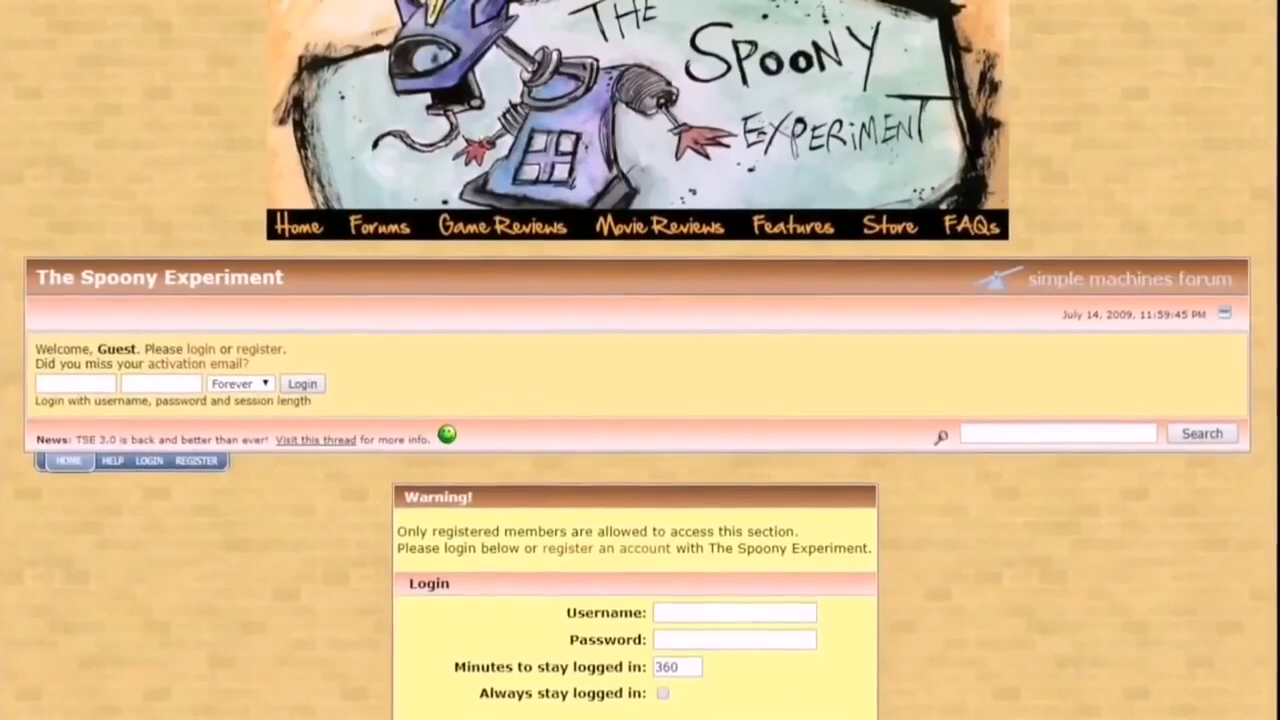 THE
SPOONY
EXPERIMENT
Home Forums Game Reviews Movie Reviews Features Store FAQs
The Spoony Experiment
simple machines forum
July 14, 2009, 11:59:45 PM
Welcome, Guest. Please login or register.
Did you miss your activation email?
Forever Login
Login with username, password and session length
News: TSE 3.0 is back and better than ever! Visit this thread for more info.
Search
HOME HELP LOGIN REGISTER
Warning!
Only registered members are allowed to access this section.
Please login below or register an account with The Spoony Experiment.
Login
Username:
Password:
Minutes to stay logged in: 360
Always stay logged in: